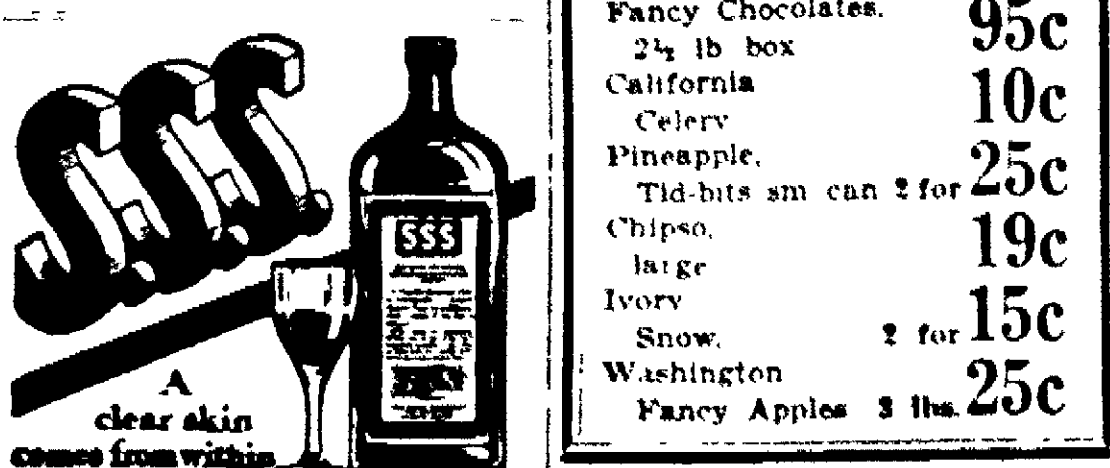 SSS
SSS
A
clear skin
comes from within
Fancy Chocolates,
2½ lb box 95c
California
Celery 10c
Pineapple,
Tid-bits sm can 2 for 25c
Chipso,
large 19c
Ivory
Snow, 2 for 15c
Washington
Fancy Apples 3 lbs. 25c